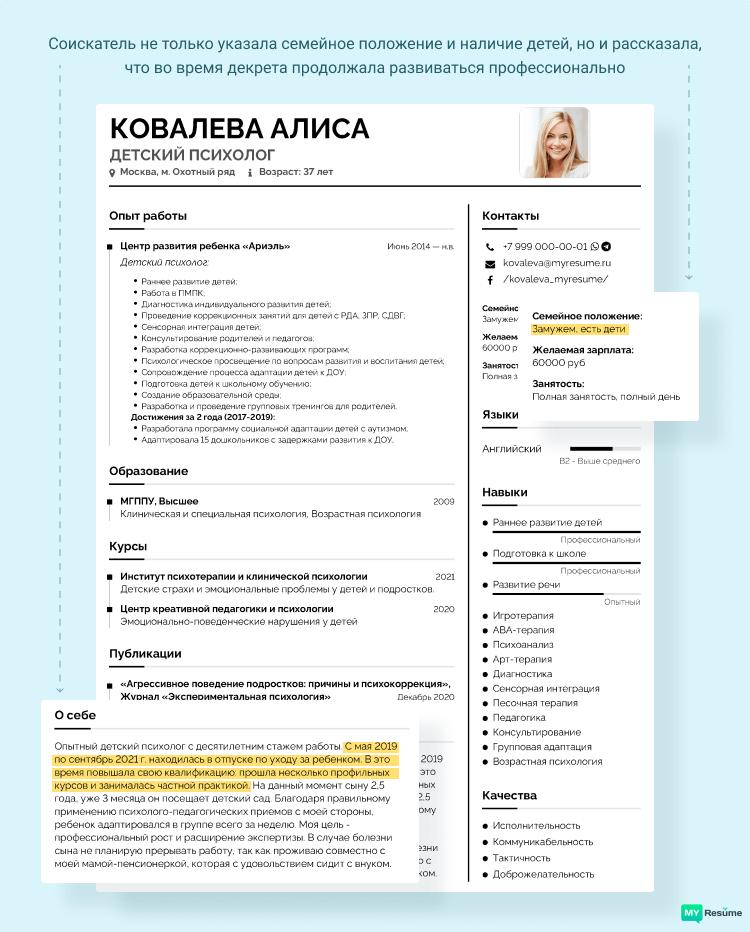 Соискатель не только указала семейное положение и наличие детей, но и рассказала,
что во время декрета продолжала развиваться профессионально
КОВАЛЕВА АЛИСА
ДЕТСКИЙ ПСИХОЛОГ
Москва, м. Охотный ряд Возраст: 37 лет
Опыт работы
Центр развития ребенка «Ариэль» Июнь 2014 — н.в.
Детский психолог:
Раннее развитие детей;
Работа в ПМПК;
Диагностика индивидуального развития детей;
Проведение коррекционных занятий для детей с РДА, ЗПР, СДВГ;
Сенсорная интеграция детей;
Консультирование родителей и педагогов;
Разработка коррекционно-развивающих программ;
Психологическое просвещение по вопросам развития и воспитания детей;
Сопровождение процесса адаптации детей к ДОУ;
Подготовка детей к школьному обучению;
Создание образовательной среды;
Разработка и проведение групповых тренингов для родителей.
Достижения за 2 года (2017-2019):
Разработала программу социальной адаптации детей с аутизмом;
Адаптировала 15 дошкольников с задержками развития к ДОУ.
Образование
МГППУ, Высшее 2009
Клиническая и специальная психология, Возрастная психология
Курсы
Институт психотерапии и клинической психологии 2021
Детские страхи и эмоциональные проблемы у детей и подростков.
Центр креативной педагогики и психологии 2020
Эмоционально-поведенческие нарушения у детей
Публикации
«Агрессивное поведение подростков: причины и психокоррекция»,
Журнал «Экспериментальная психология» Декабрь 2020
О себе
Опытный детский психолог с десятилетним стажем работы. С мая 2019
по сентябрь 2021 г. находилась в отпуске по уходу за ребенком. В это
время повышала свою квалификацию: прошла несколько профильных
курсов и занималась частной практикой. На данный момент сыну 2,5
года, уже 3 месяца он посещает детский сад. Благодаря правильному
применению психолого-педагогических приемов с моей стороны,
ребенок адаптировался в группе всего за неделю. Моя цель -
профессиональный рост и расширение экспертизы. В случае болезни
сына не планирую прерывать работу, так как проживаю совместно с
моей мамой-пенсионеркой, которая с удовольствием сидит с внуком.
Контакты
+7 999 000-00-01
kovaleva@myresume.ru
/kovaleva_myresume/
Семейное положение:
Замужем, есть дети
Желаемая зарплата:
60000 руб
Занятость:
Полная занятость, полный день
Языки
Английский
B2 - Выше среднего
Навыки
Раннее развитие детей
Профессиональный
Подготовка к школе
Профессиональный
Развитие речи
Опытный
Игротерапия
АВА-терапия
Психоанализ
Арт-терапия
Диагностика
Сенсорная интеграция
Песочная терапия
Педагогика
Консультирование
Групповая адаптация
Возрастная психология
Качества
Исполнительность
Коммуникабельность
Тактичность
Доброжелательность
MY Resume